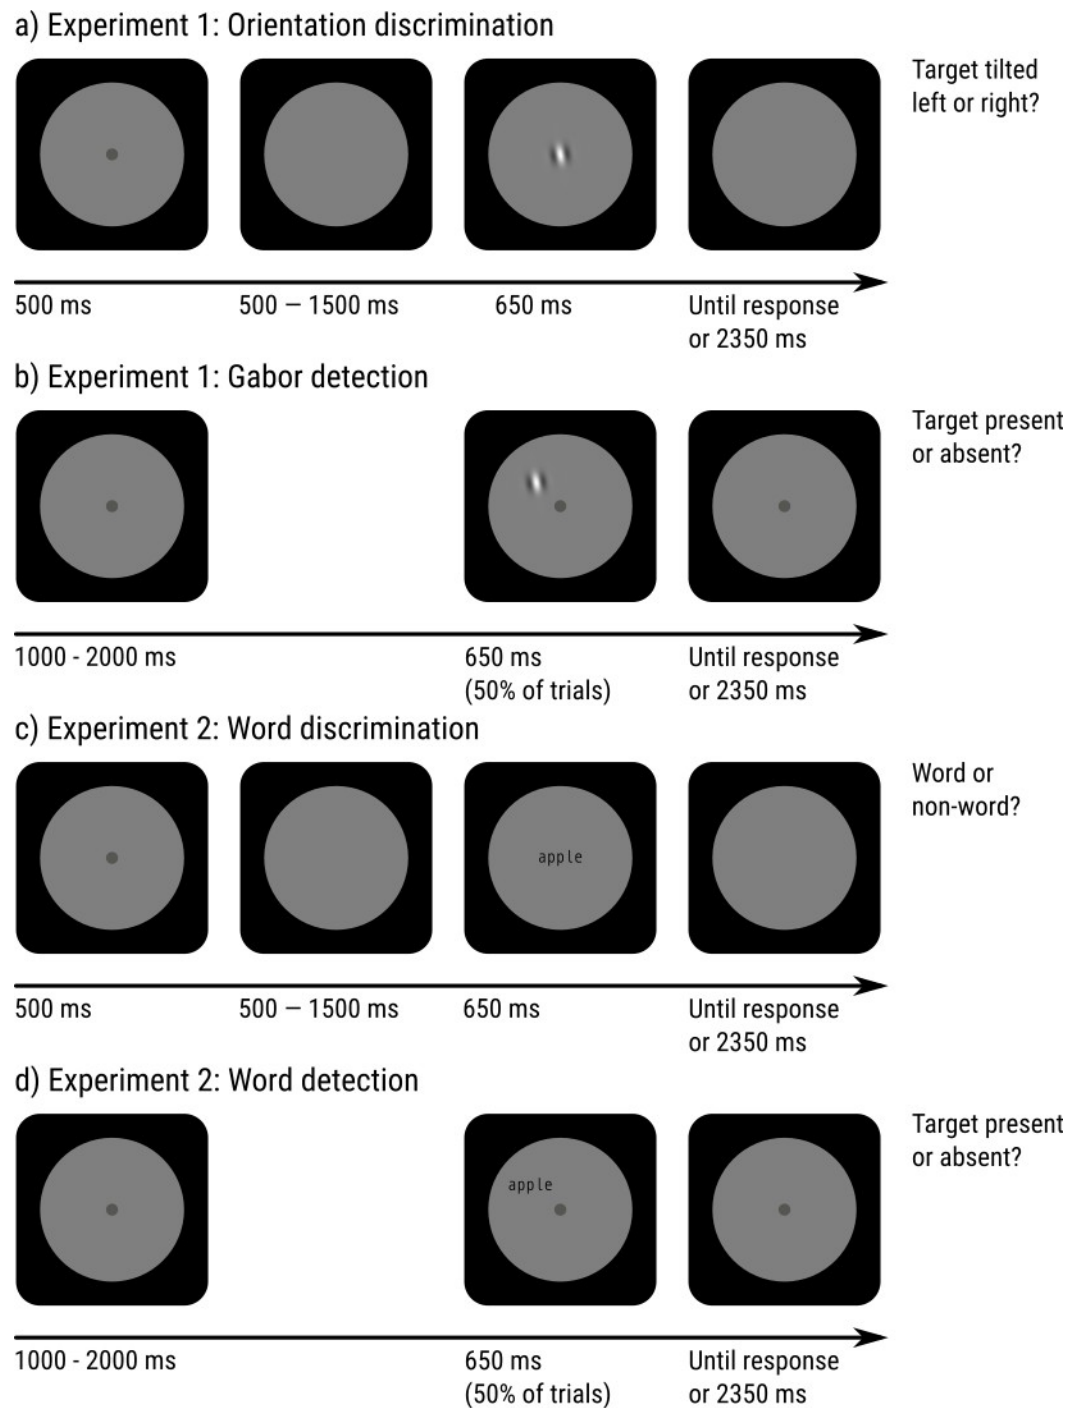 a) Experiment 1: Orientation discrimination
Target tilted
left or right?
500 ms
500 – 1500 ms
650 ms
Until response
or 2350 ms
b) Experiment 1: Gabor detection
Target present
or absent?
1000 - 2000 ms
650 ms
(50% of trials)
Until response
or 2350 ms
c) Experiment 2: Word discrimination
Word or
non-word?
apple
500 ms
500 – 1500 ms
650 ms
Until response
or 2350 ms
d) Experiment 2: Word detection
Target present
or absent?
apple
1000 - 2000 ms
650 ms
(50% of trials)
Until response
or 2350 ms